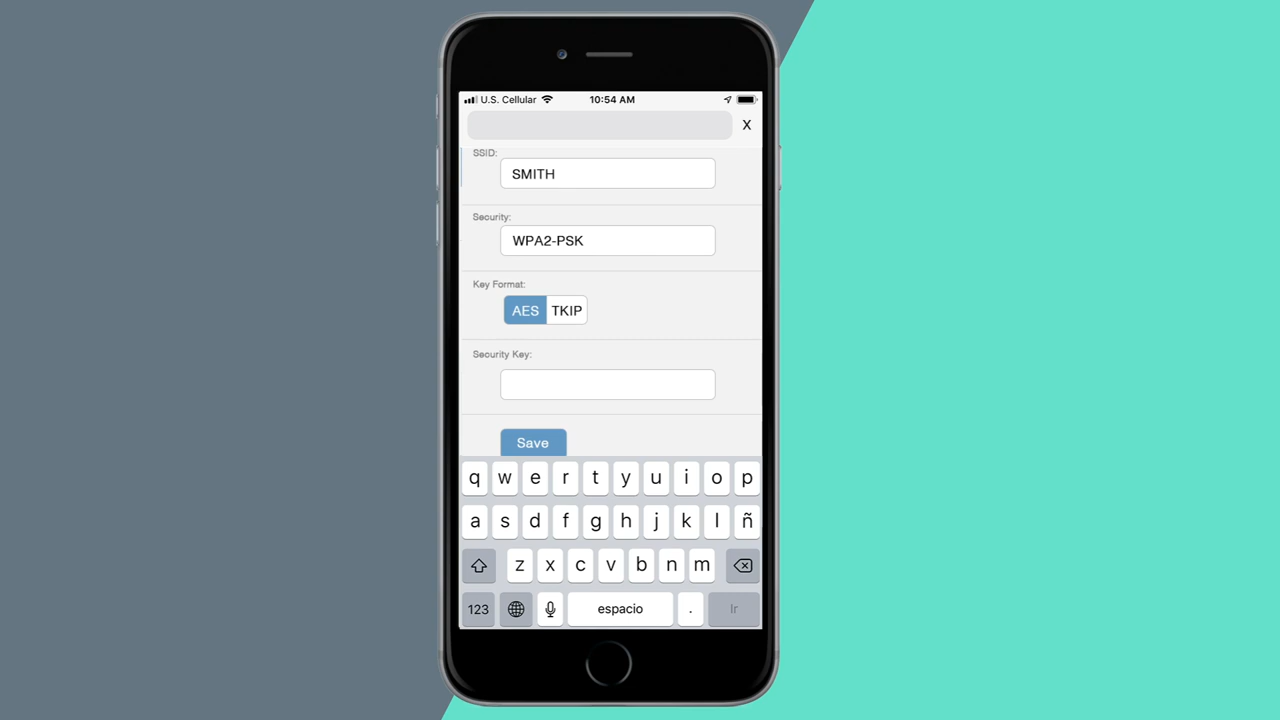 U.S. Cellular 10:54 AM
X
SSID:
SMITH
Security:
WPA2-PSK
Key Format:
AES TKIP
Security Key:
Save
q w e r t y u i o p
a s d f g h j k l ñ
z x c v b n m
123 espacio . Ir